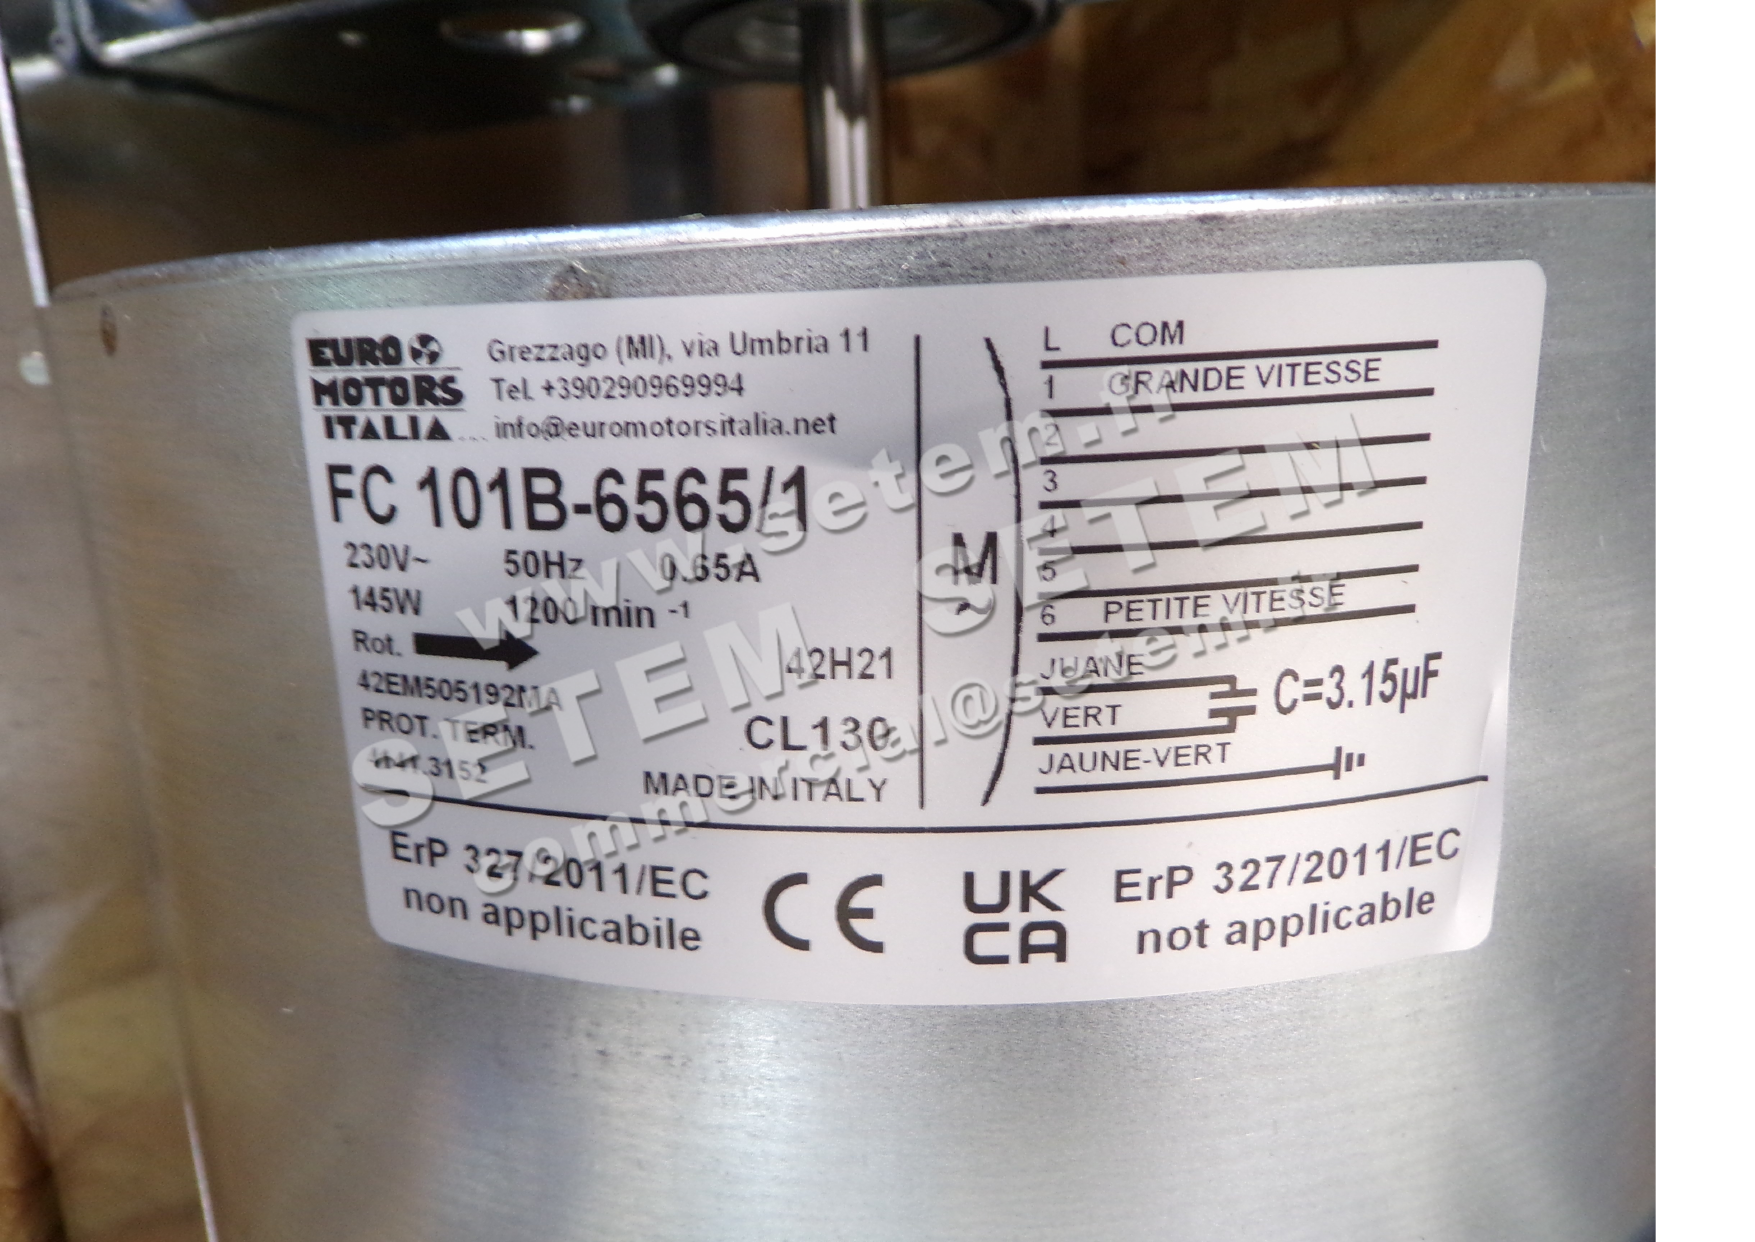 EURO
MOTORS
ITALIA
Grezzago (MI), via Umbria 11
Tel. +390290969994
info@euromotorsitalia.net
FC 101B-6565/1
230V~ 50Hz 0.65A
145W 1200/min -1
Rot.
42H21
42EM505192MA
PROT. TERM.
CL130
4141.3152
MADE IN ITALY
M
~
L COM
1 GRANDE VITESSE
2
3
4
5
6 PETITE VITESSE
JUANE
VERT
C=3.15µF
JAUNE-VERT
ErP 327/2011/EC
non applicabile
CE
UK
CA
ErP 327/2011/EC
not applicable
www.setem.fr
SETEM SETEM
commercial@setem.fr